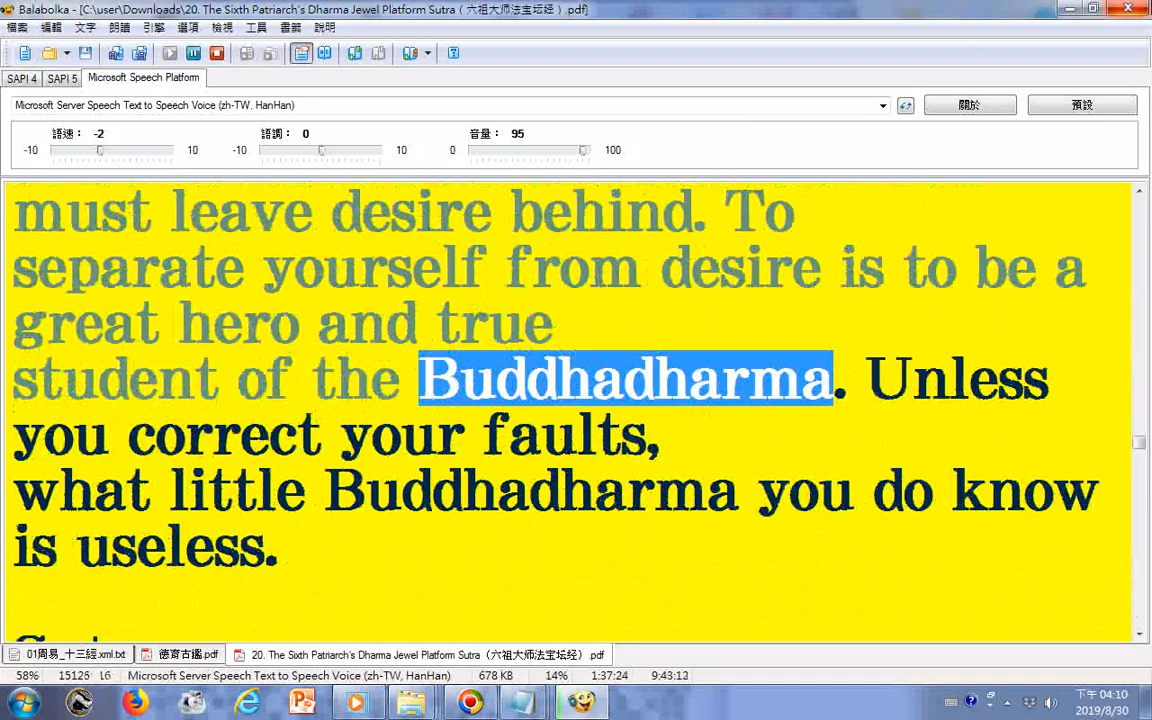 Balabolka - [C:\user\Downloads\20. The Sixth Patriarch's Dharma Jewel Platform Sutra（六祖大师法宝坛经）.pdf]
檔案 編輯 文字 朗讀 引擎 選項 檢視 工具 書籤 說明
SAPI 4 SAPI 5 Microsoft Speech Platform
Microsoft Server Speech Text to Speech Voice (zh-TW, HanHan) 關於 預設
語速： -2 語調： 0 音量： 95
-10 10 -10 10 0 100
must leave desire behind. To
separate yourself from desire is to be a
great hero and true
student of the Buddhadharma. Unless
you correct your faults,
what little Buddhadharma you do know
is useless.
01周易_十三經.xml.txt 德育古鑑.pdf 20. The Sixth Patriarch's Dharma Jewel Platform Sutra（六祖大师法宝坛经）.pdf
58% Microsoft Server Speech Text to Speech Voice (zh-TW, HanHan) 678 KB 14% 1:37:24 9:43:12
下午 04:10
2019/8/30